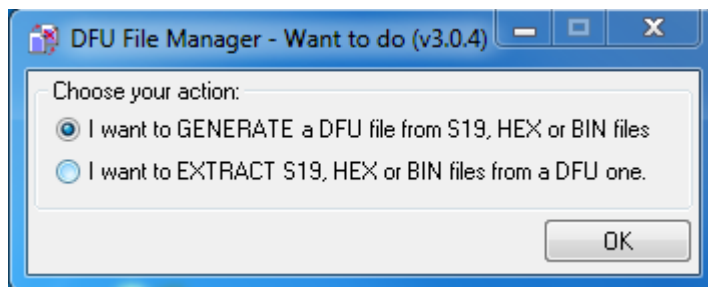 DFU File Manager - Want to do (v3.0.4)
Choose your action:
I want to GENERATE a DFU file from S19, HEX or BIN files
I want to EXTRACT S19, HEX or BIN files from a DFU one.
OK